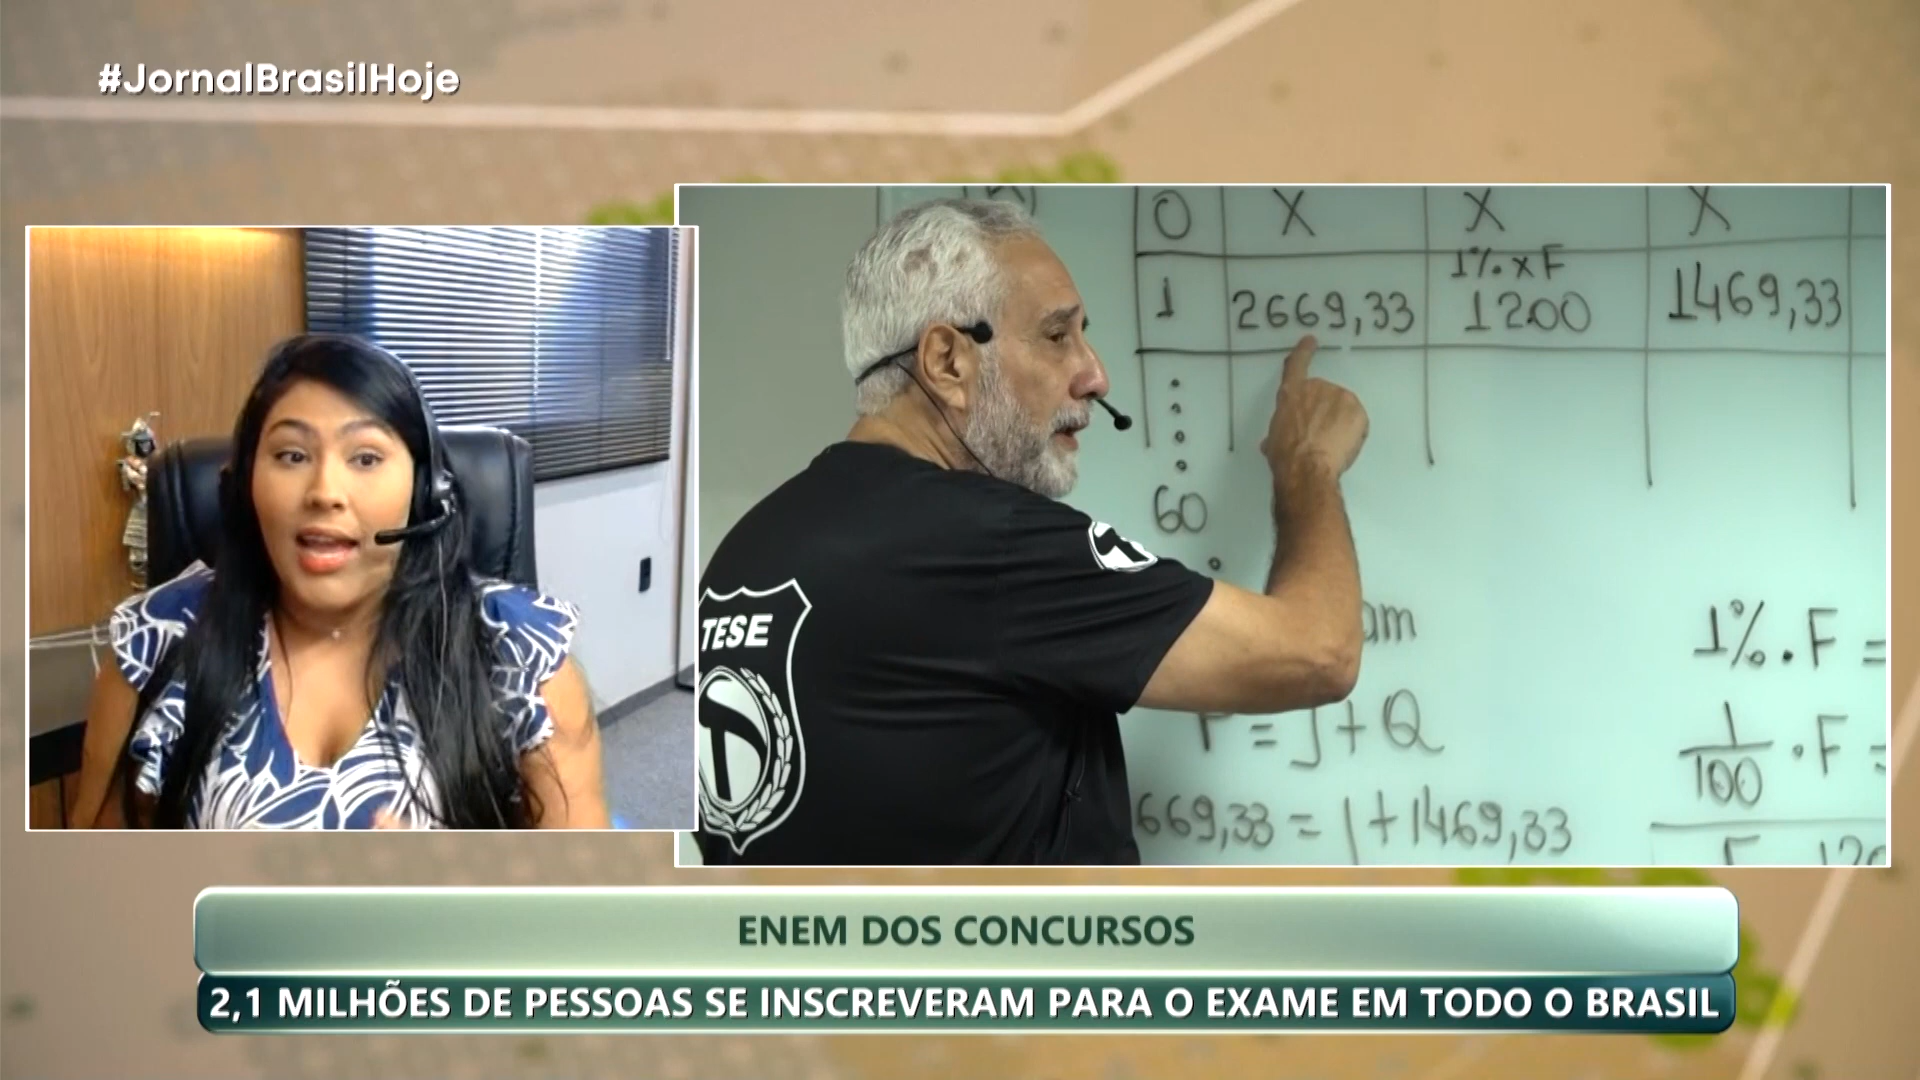 #JornalBrasilHoje
0 X X X
1%.xF
1 2669,33 1200 1469,33
60
1%.F =
F = J + Q
1/100 .F =
669,33 = J + 1469,33
TESE
ENEM DOS CONCURSOS
2,1 MILHÕES DE PESSOAS SE INSCREVERAM PARA O EXAME EM TODO O BRASIL